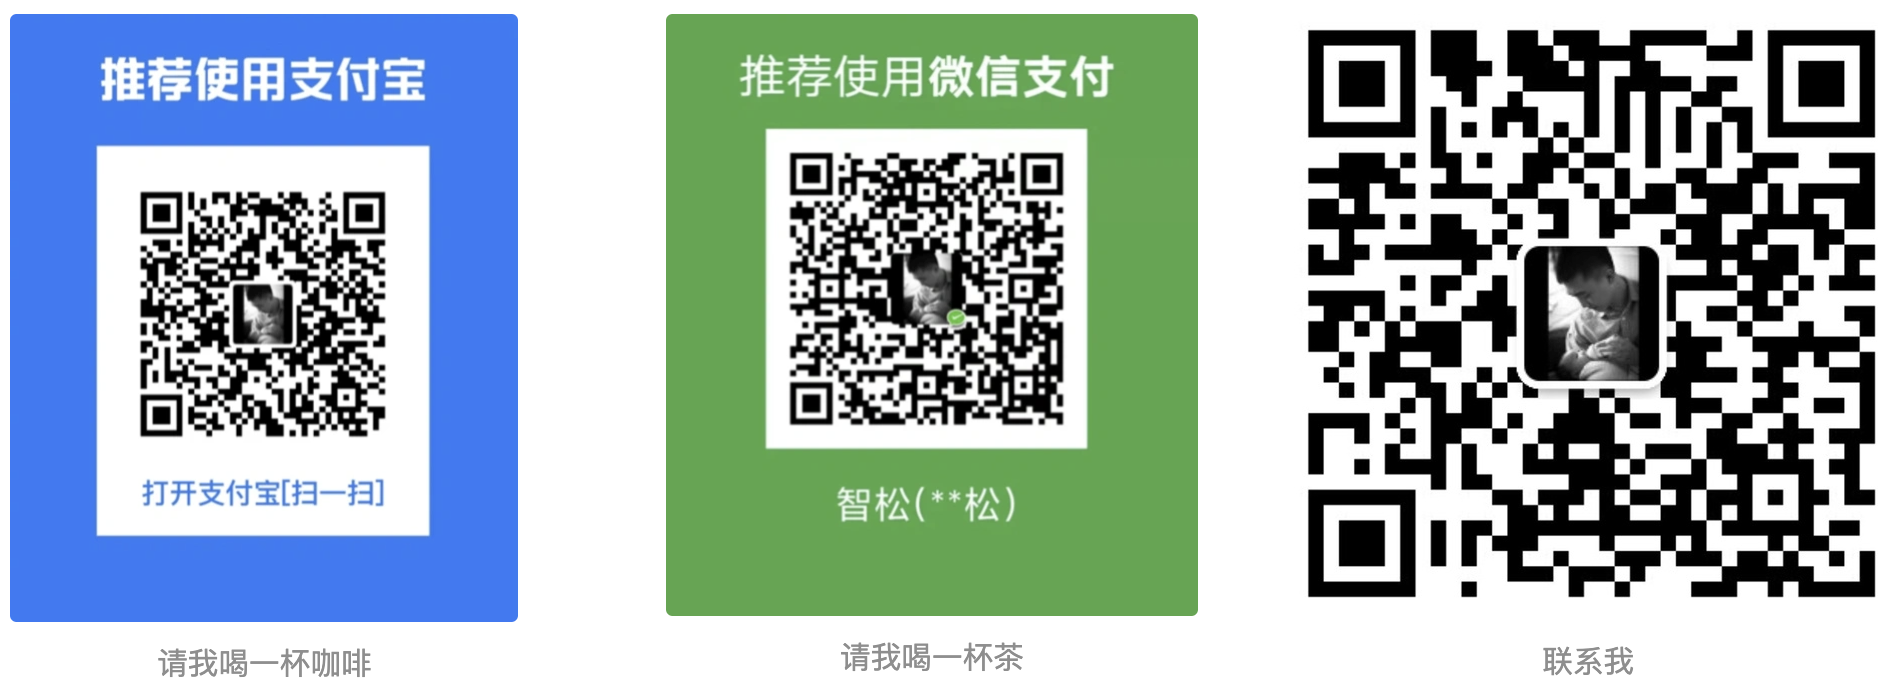 推荐使用支付宝
打开支付宝[扫一扫]
请我喝一杯咖啡
推荐使用微信支付
智松(**松)
请我喝一杯茶
联系我